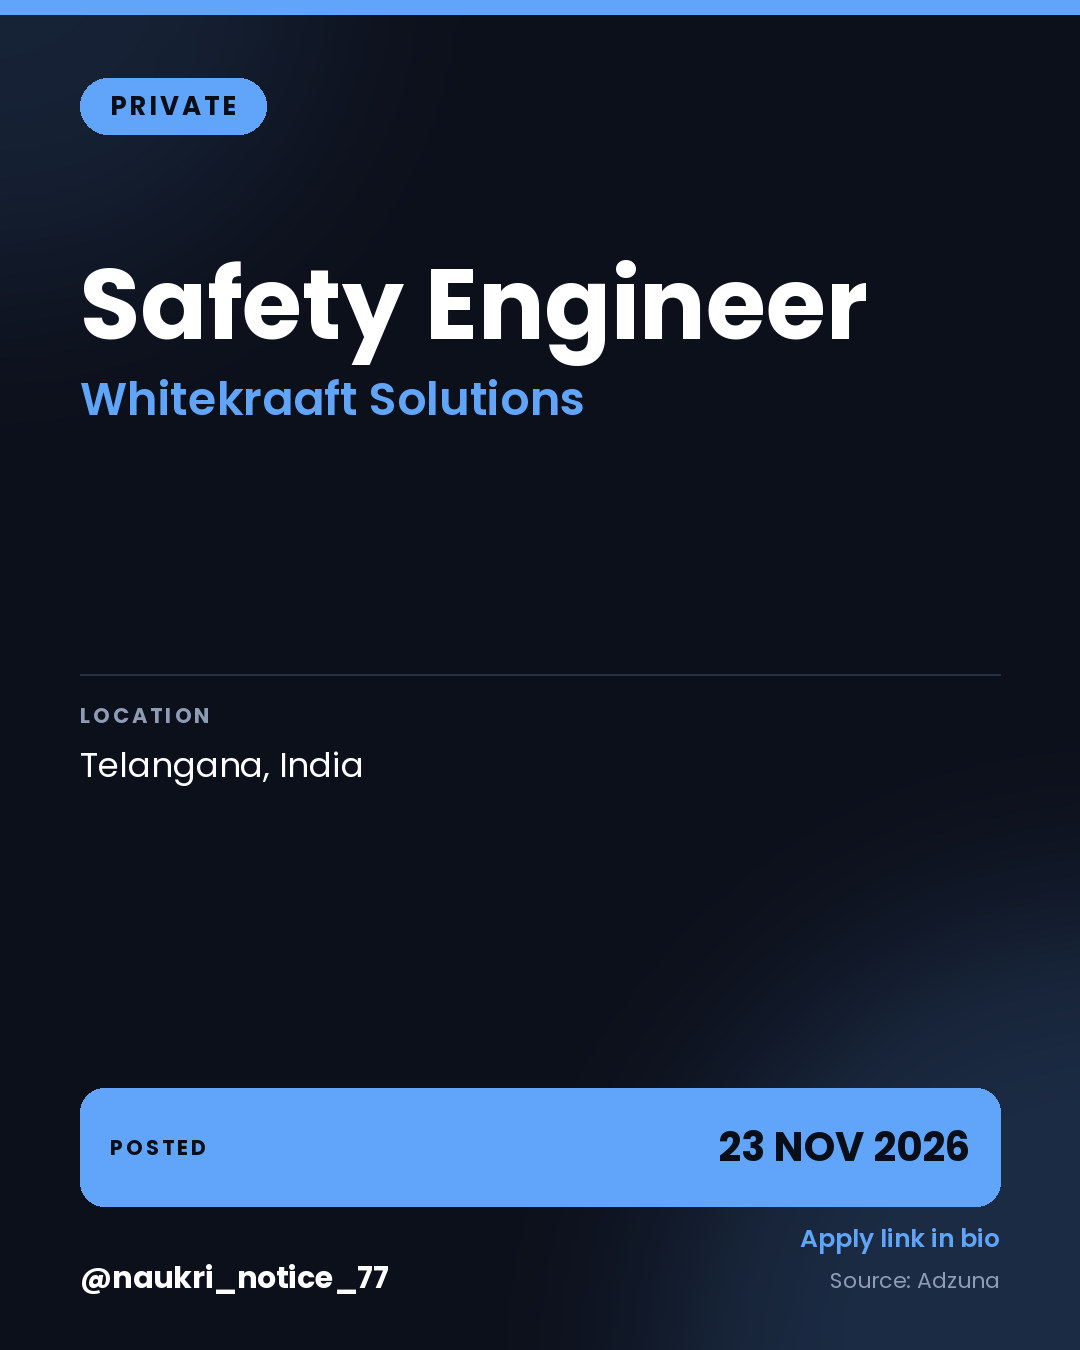 PRIVATE
Safety Engineer
Whitekraaft Solutions
LOCATION
Telangana, India
POSTED
23 NOV 2026
Apply link in bio
@naukri_notice_77
Source: Adzuna